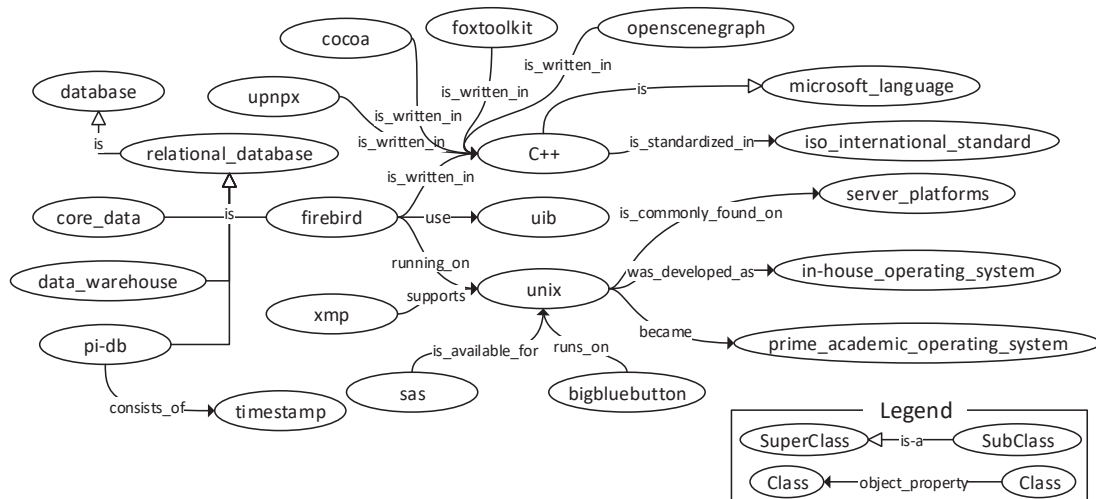 foxtoolkit
openscenegraph
cocoa
is_written_in
database
upnpx
is_written_in
is
microsoft_language
is_written_in
is
is_written_in
relational_database
C++
is_standardized_in
iso_international_standard
is_written_in
server_platforms
core_data
is
firebird
use
uib
is_commonly_found_on
data_warehouse
running_on
was_developed_as
in-house_operating_system
xmp
supports
unix
pi-db
became
prime_academic_operating_system
is_available_for
runs_on
sas
bigbluebutton
consists_of
timestamp
Legend
SuperClass
is-a
SubClass
Class
object_property
Class